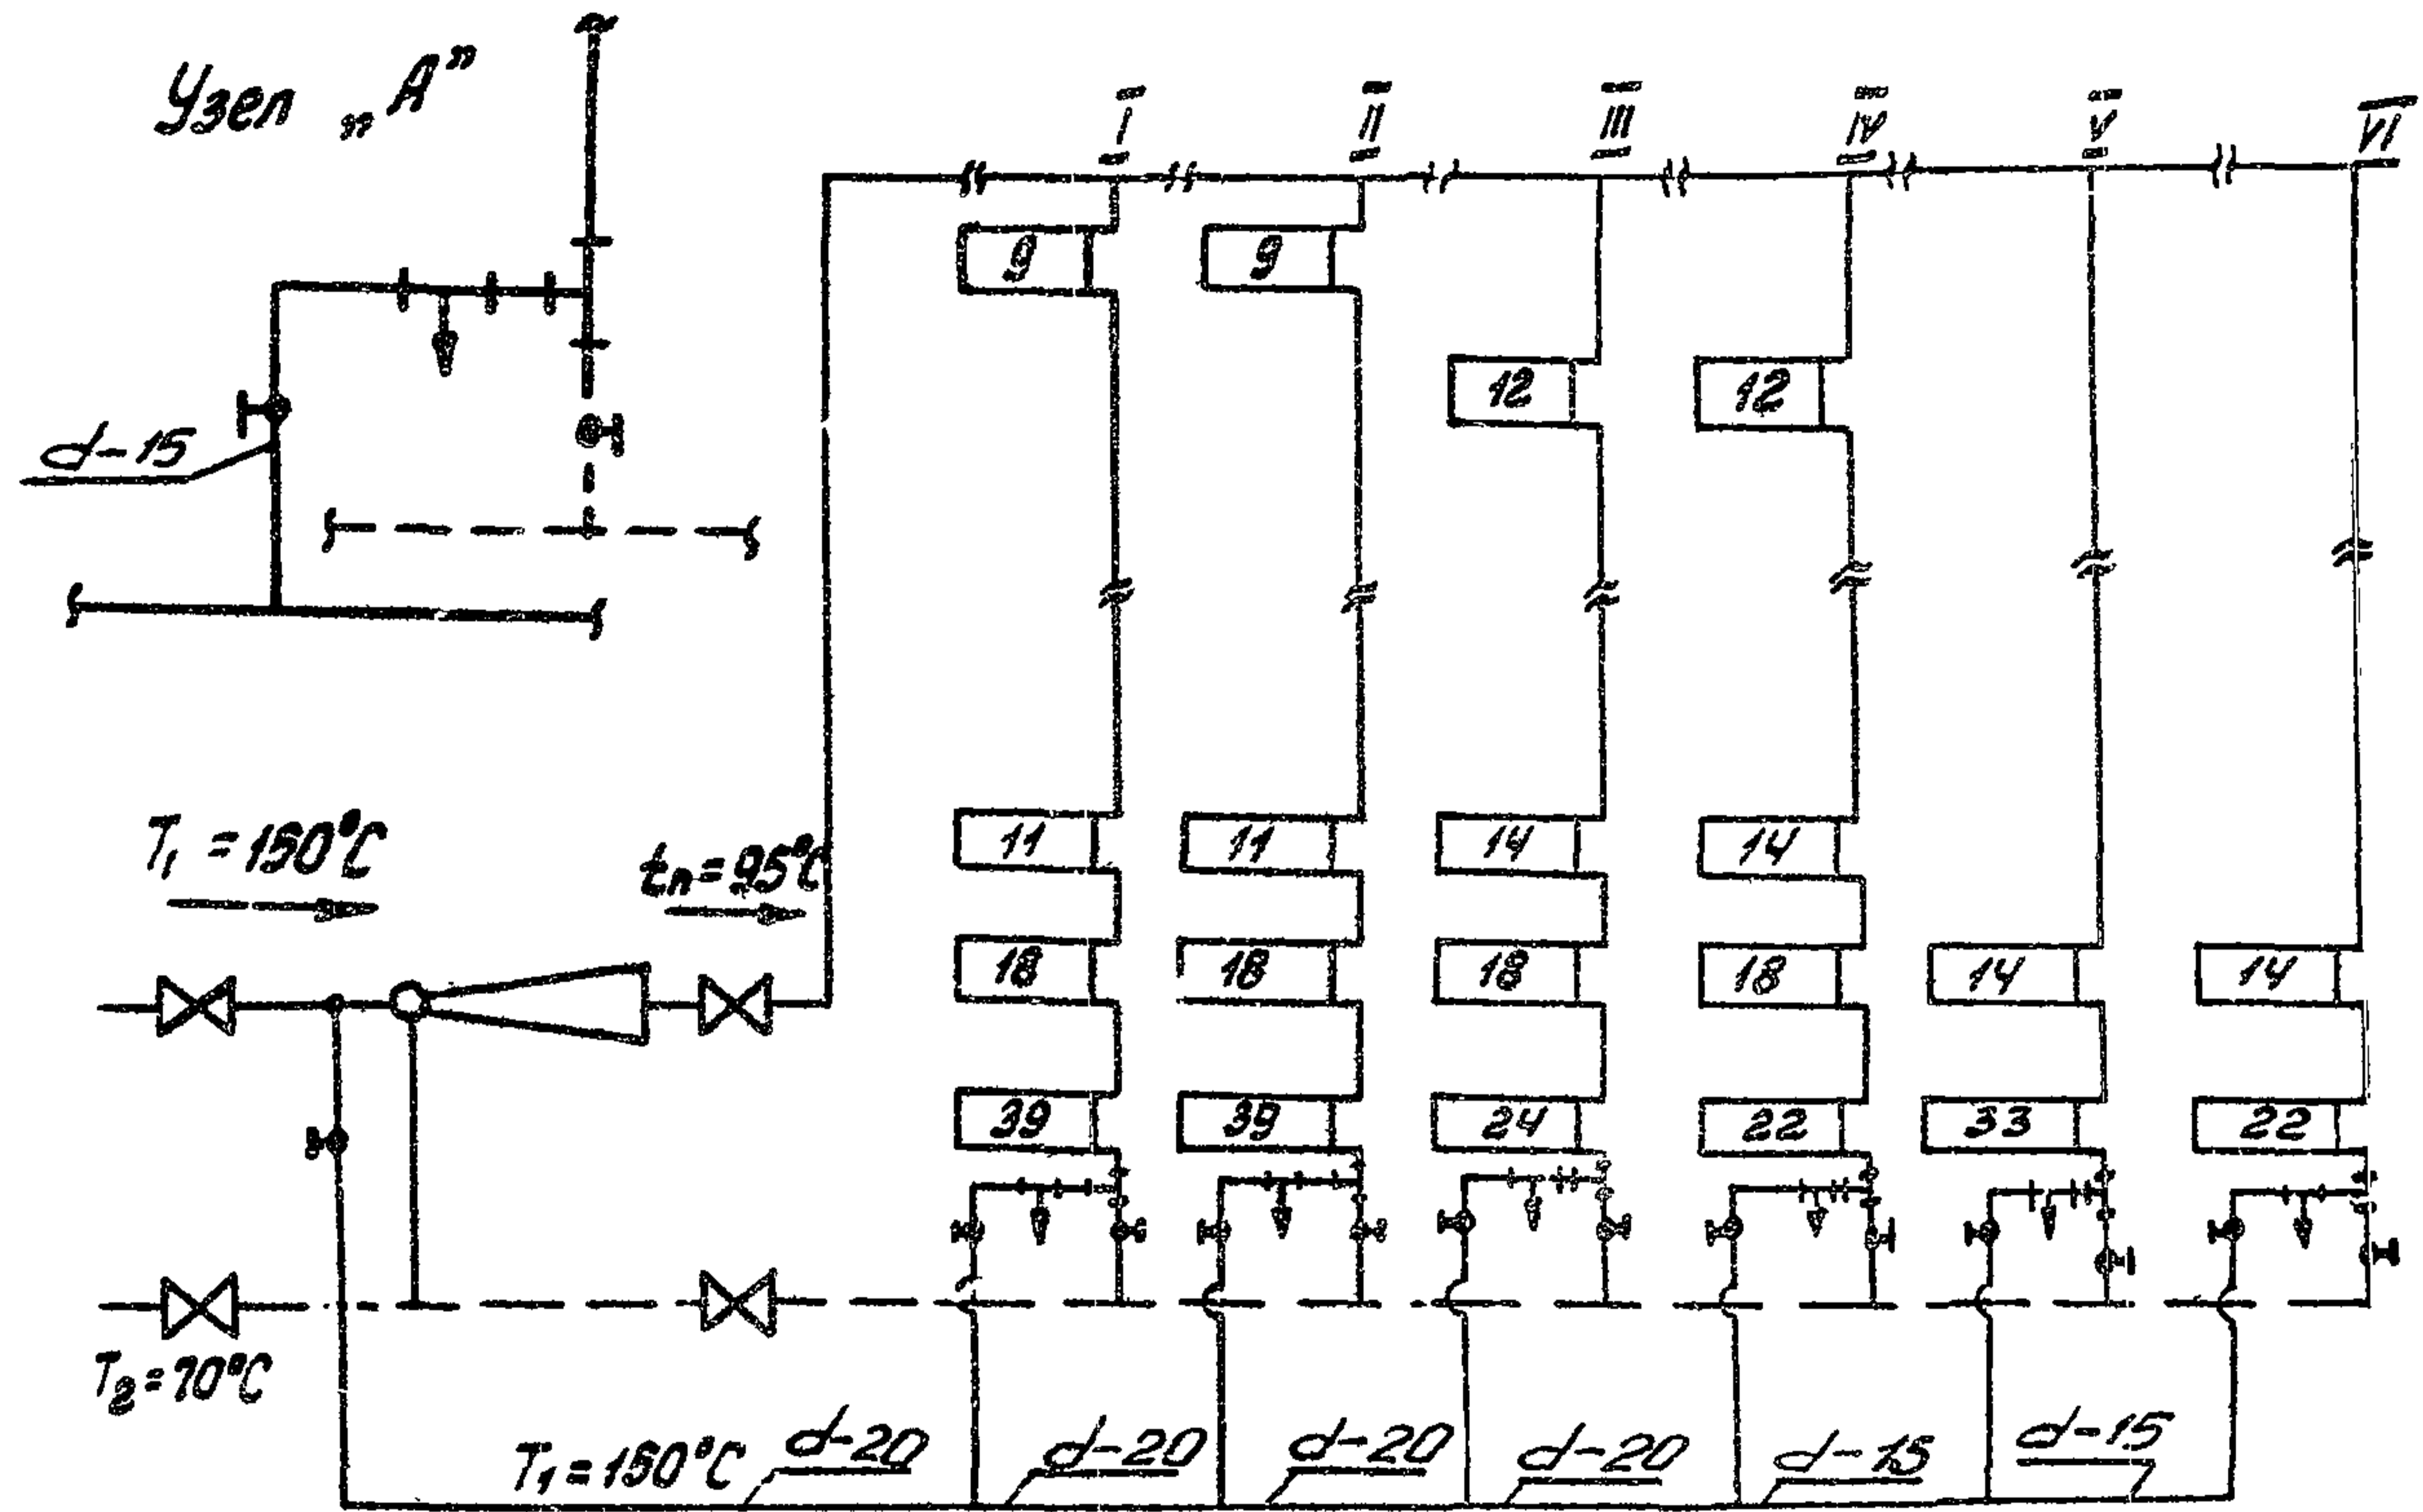 Узел „А”
I II III IV V VI
9 9
12 12
d-15
T₁ = 150°C
tп = 95°C
11 11 14 14
18 18 18 18 14 14
39 39 24 22 33 22
T₂ = 70°C
T₁ = 150°C d-20 d-20 d-20 d-20 d-15 d-15